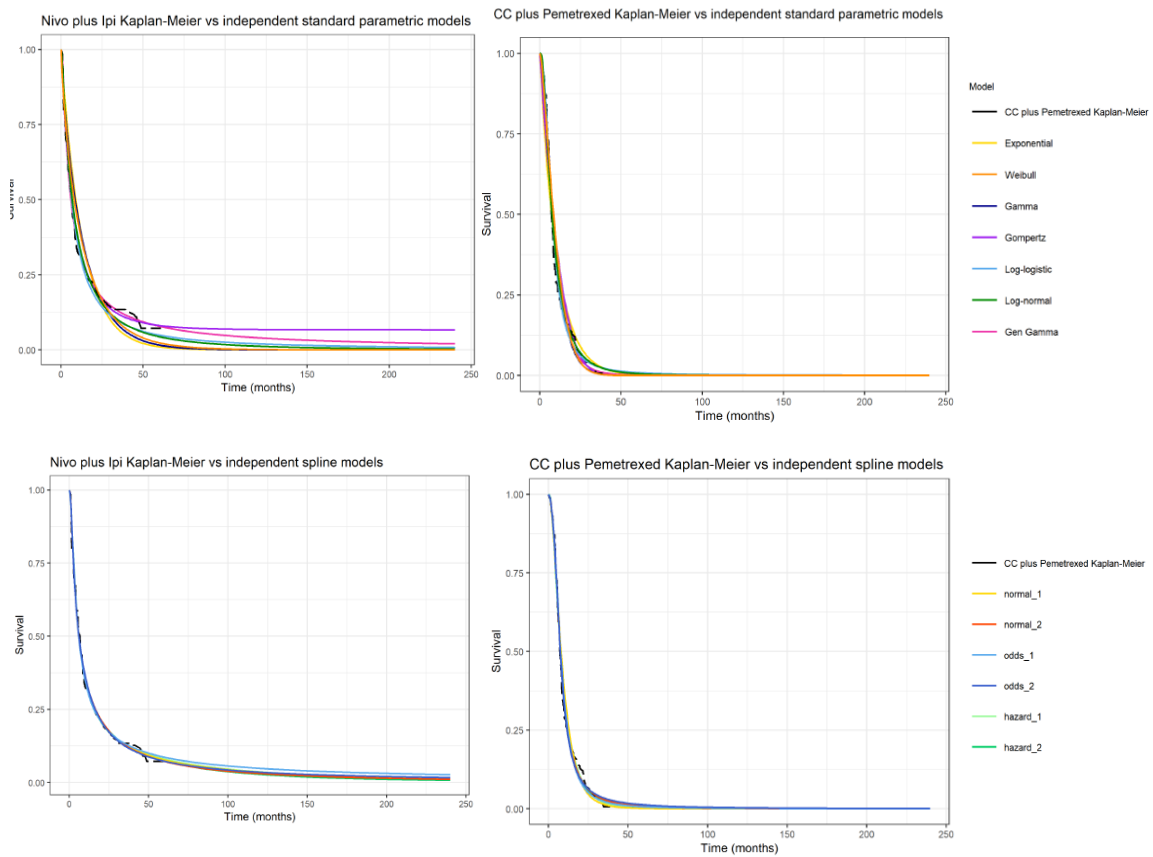 Nivo plus Ipi Kaplan-Meier vs independent standard parametric models
1.00
0.75
0.50
0.25
0.00
Survival
0
50
100
150
200
250
Time (months)
CC plus Pemetrexed Kaplan-Meier vs independent standard parametric models
1.00
0.75
0.50
0.25
0.00
Survival
0
50
100
150
200
250
Time (months)
Model
CC plus Pemetrexed Kaplan-Meier
Exponential
Weibull
Gamma
Gompertz
Log-logistic
Log-normal
Gen Gamma
Nivo plus Ipi Kaplan-Meier vs independent spline models
1.00
0.75
0.50
0.25
0.00
Survival
0
50
100
150
200
250
Time (months)
CC plus Pemetrexed Kaplan-Meier vs independent spline models
1.00
0.75
0.50
0.25
0.00
Survival
0
50
100
150
200
250
Time (months)
CC plus Pemetrexed Kaplan-Meier
normal_1
normal_2
odds_1
odds_2
hazard_1
hazard_2